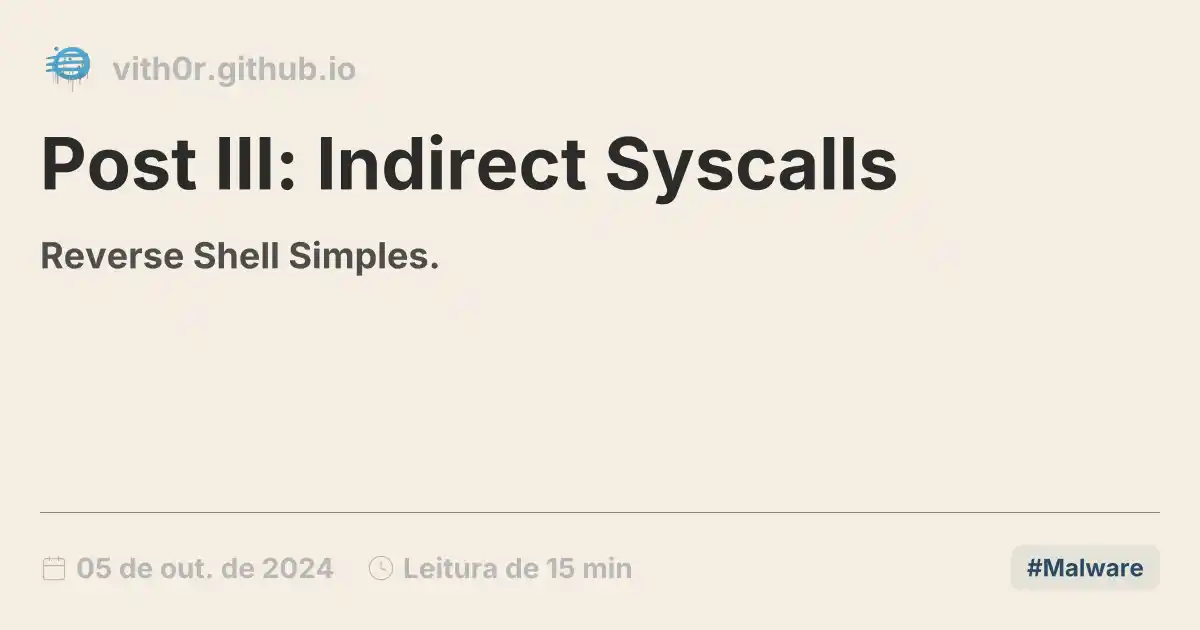 vith0r.github.io
Post III: Indirect Syscalls
Reverse Shell Simples.
05 de out. de 2024 Leitura de 15 min #Malware